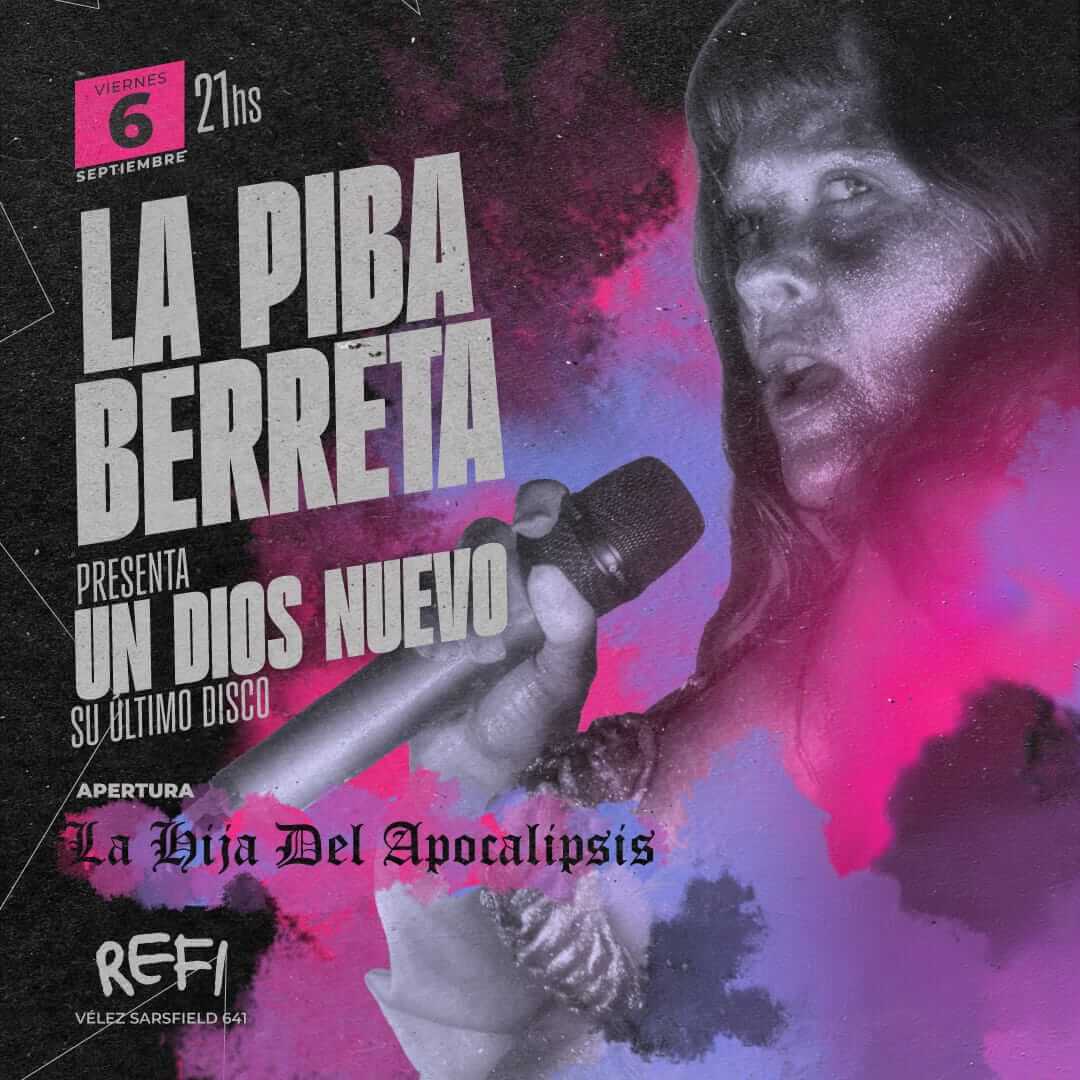 VIERNES
6
SEPTIEMBRE
21hs
LA PIBA
BERRETA
PRESENTA
UN DIOS NUEVO
SU ÚLTIMO DISCO
APERTURA
La Hija Del Apocalipsis
REFI
VÉLEZ SARSFIELD 641